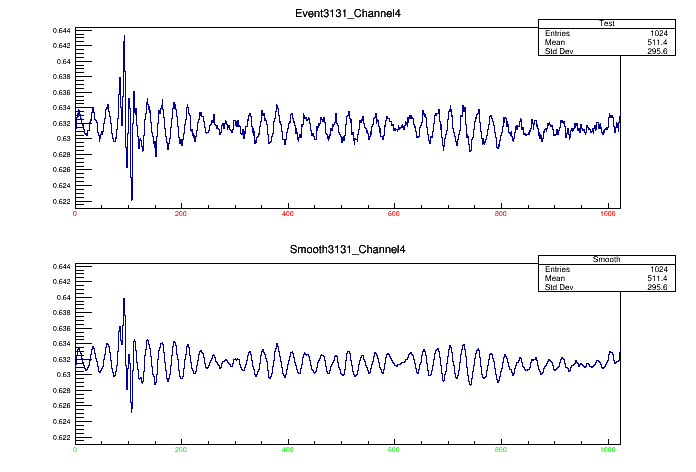 Event3131_Channel4
Test
Entries 1024
Mean 511.4
Std Dev 295.6
0.644
0.642
0.64
0.638
0.636
0.634
0.632
0.63
0.628
0.626
0.624
0.622
0 200 400 600 800 1000
Smooth3131_Channel4
Smooth
Entries 1024
Mean 511.4
Std Dev 295.6
0.644
0.642
0.64
0.638
0.636
0.634
0.632
0.63
0.628
0.626
0.624
0.622
0 200 400 600 800 1000